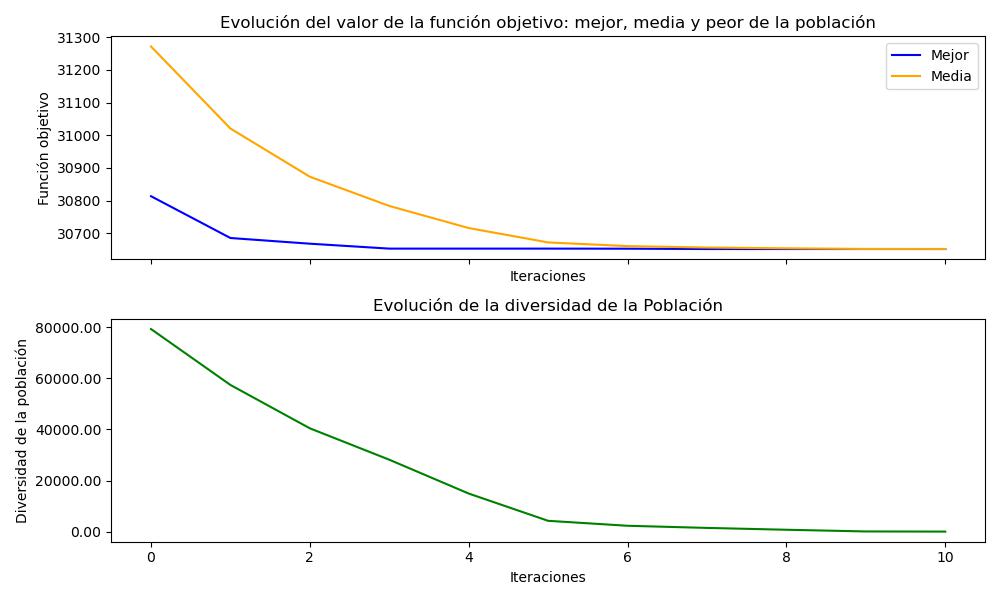 Evolución del valor de la función objetivo: mejor, media y peor de la población
31300
31200
31100
31000
30900
30800
30700
Función objetivo
Mejor
Media
Iteraciones
Evolución de la diversidad de la Población
80000.00
60000.00
40000.00
20000.00
0.00
Diversidad de la población
0 2 4 6 8 10
Iteraciones